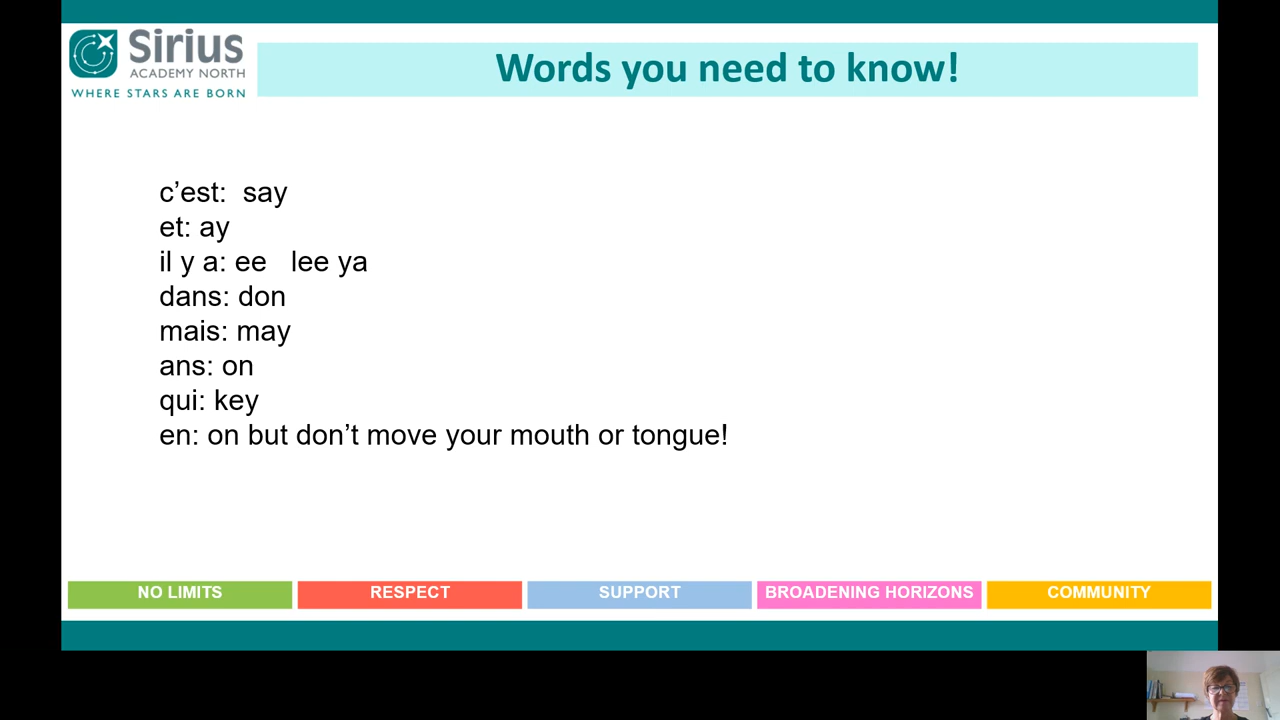 Sirius
ACADEMY NORTH
WHERE STARS ARE BORN
Words you need to know!
c’est:  say
et: ay
il y a: ee   lee ya
dans: don
mais: may
ans: on
qui: key
en: on but don’t move your mouth or tongue!
NO LIMITS
RESPECT
SUPPORT
BROADENING HORIZONS
COMMUNITY